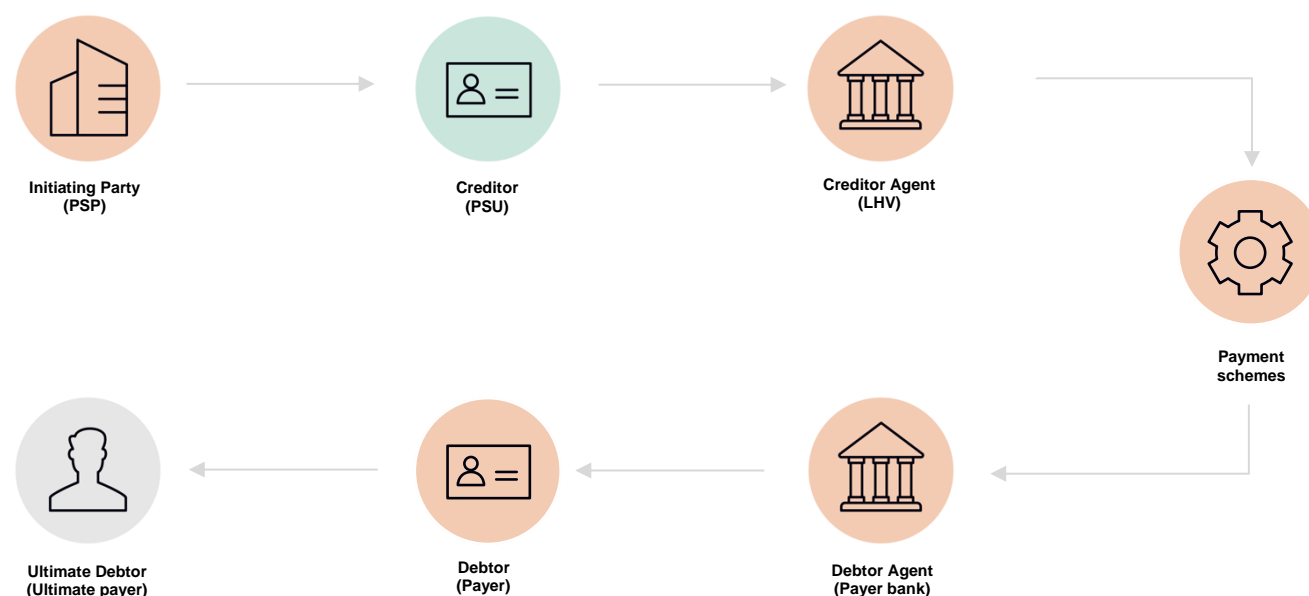 Initiating Party
(PSP)
Creditor
(PSU)
Creditor Agent
(LHV)
Payment
schemes
Ultimate Debtor
(Ultimate payer)
Debtor
(Payer)
Debtor Agent
(Payer bank)